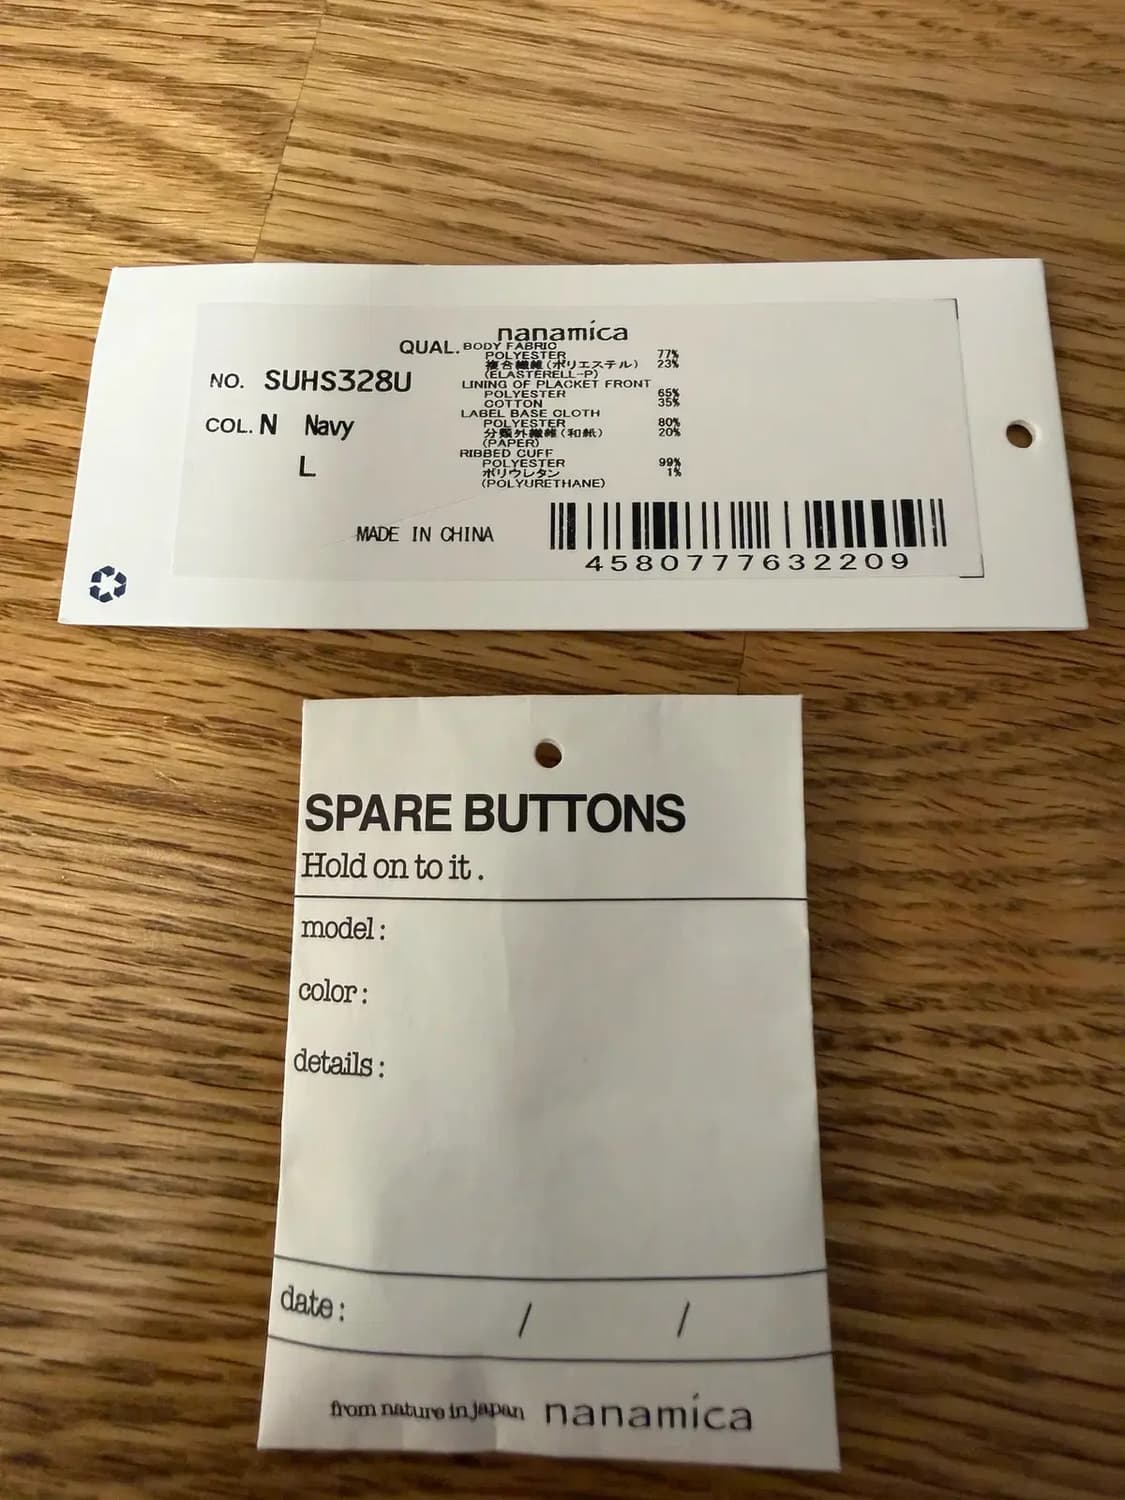 nanamica
QUAL. BODY FABRIC
POLYESTER 77%
複合繊維(ポリエステル) 23%
(ELASTERELL-P)
NO. SUHS328U
LINING OF PLACKET FRONT
POLYESTER 65%
COTTON 35%
COL. N Navy
LABEL BASE CLOTH
POLYESTER 80%
分類外繊維(和紙) 20%
(PAPER)
L
RIBBED CUFF
POLYESTER 99%
ポリウレタン 1%
(POLYURETHANE)
MADE IN CHINA
4580777632209
SPARE BUTTONS
Hold on to it.
model:
color:
details:
date: / /
from nature in japan nanamica